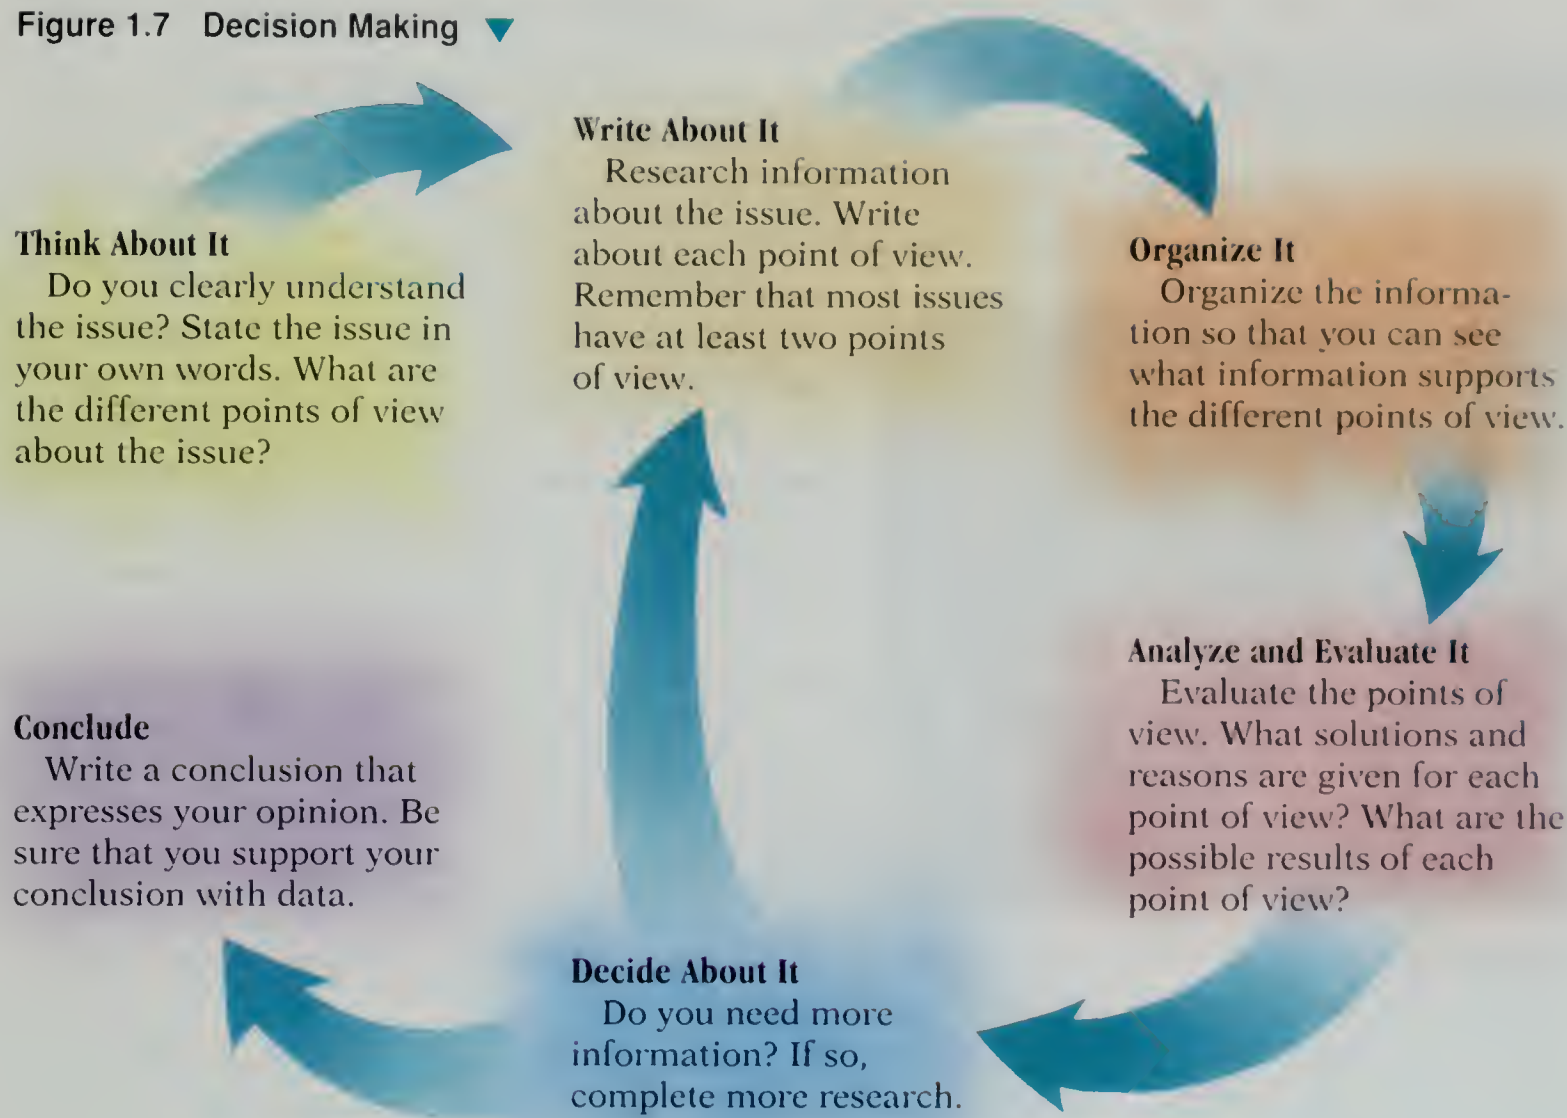 Figure 1.7 Decision Making
Think About It
Do you clearly understand
the issue? State the issue in
your own words. What are
the different points of view
about the issue?
Write About It
Research information
about the issue. Write
about each point of view.
Remember that most issues
have at least two points
of view.
Organize It
Organize the informa-
tion so that you can see
what information supports
the different points of view.
Analyze and Evaluate It
Evaluate the points of
view. What solutions and
reasons are given for each
point of view? What are the
possible results of each
point of view?
Decide About It
Do you need more
information? If so,
complete more research.
Conclude
Write a conclusion that
expresses your opinion. Be
sure that you support your
conclusion with data.